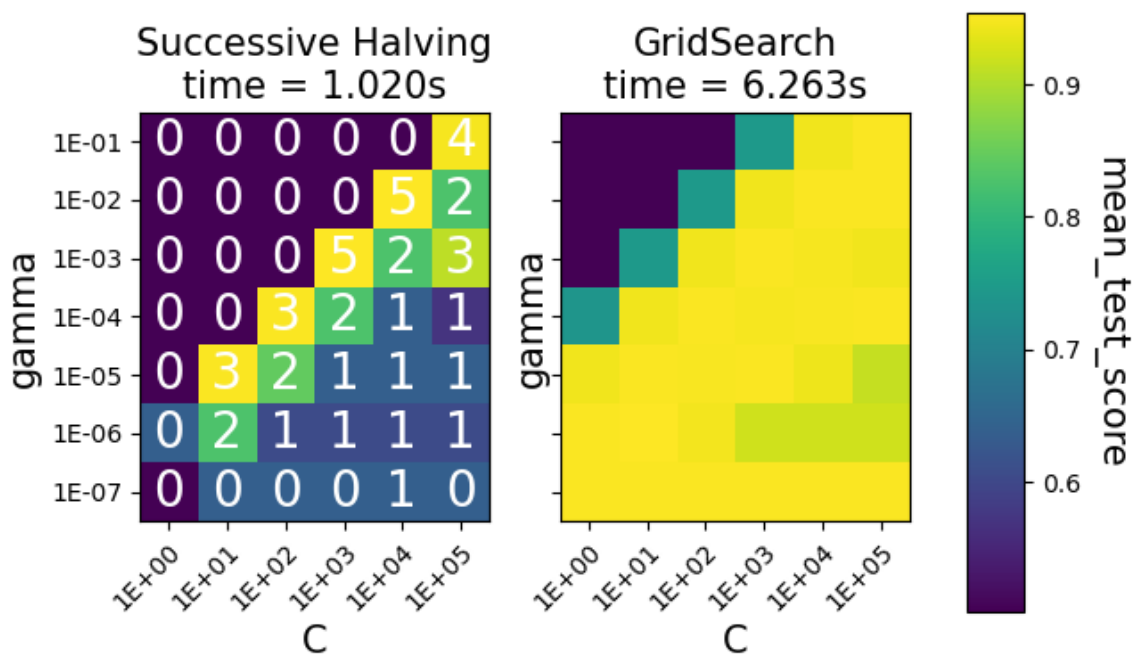 Successive Halving
time = 1.020s
GridSearch
time = 6.263s
gamma
1E-01
0 0 0 0 0 4
1E-02
0 0 0 0 5 2
1E-03
0 0 0 5 2 3
1E-04
0 0 3 2 1 1
1E-05
0 3 2 1 1 1
1E-06
0 2 1 1 1 1
1E-07
0 0 0 0 1 0
1E+00 1E+01 1E+02 1E+03 1E+04 1E+05
C
gamma
1E+00 1E+01 1E+02 1E+03 1E+04 1E+05
C
0.9
0.8
0.7
0.6
mean_test_score